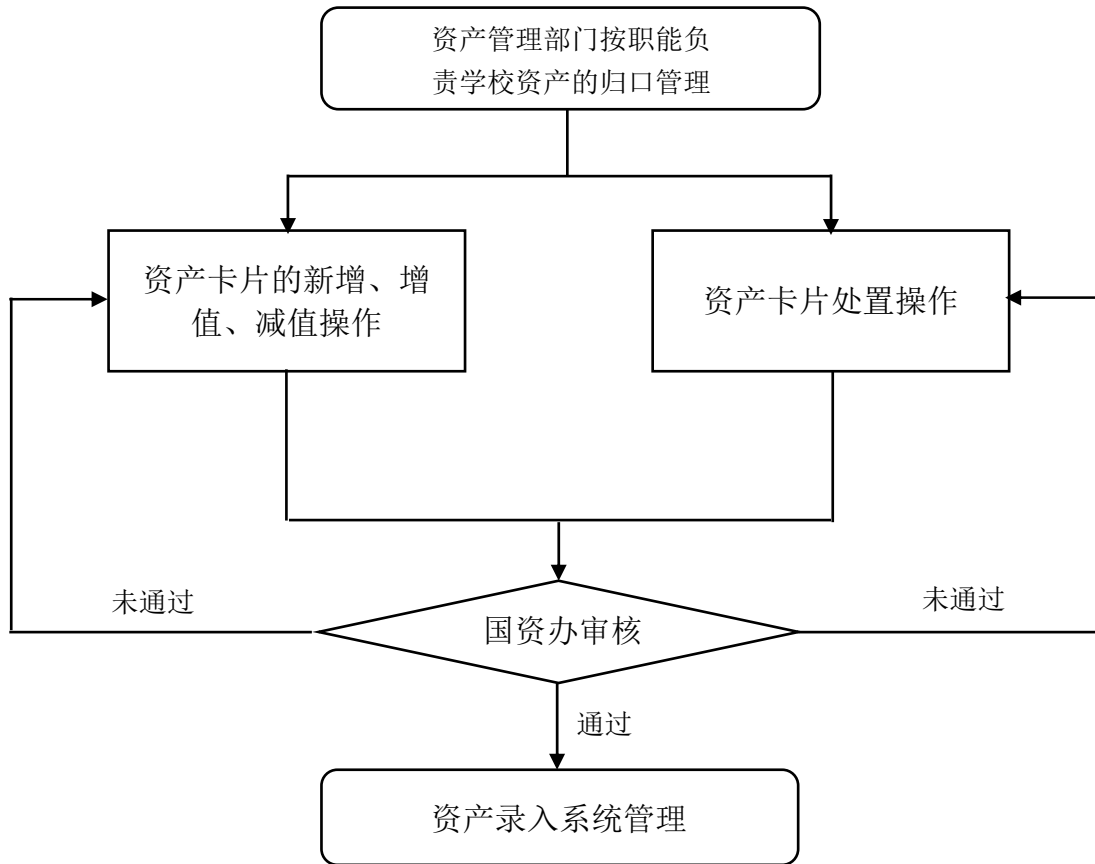 资产管理部门按职能负
责学校资产的归口管理
资产卡片的新增、增
值、减值操作
资产卡片处置操作
未通过
国资办审核
未通过
通过
资产录入系统管理